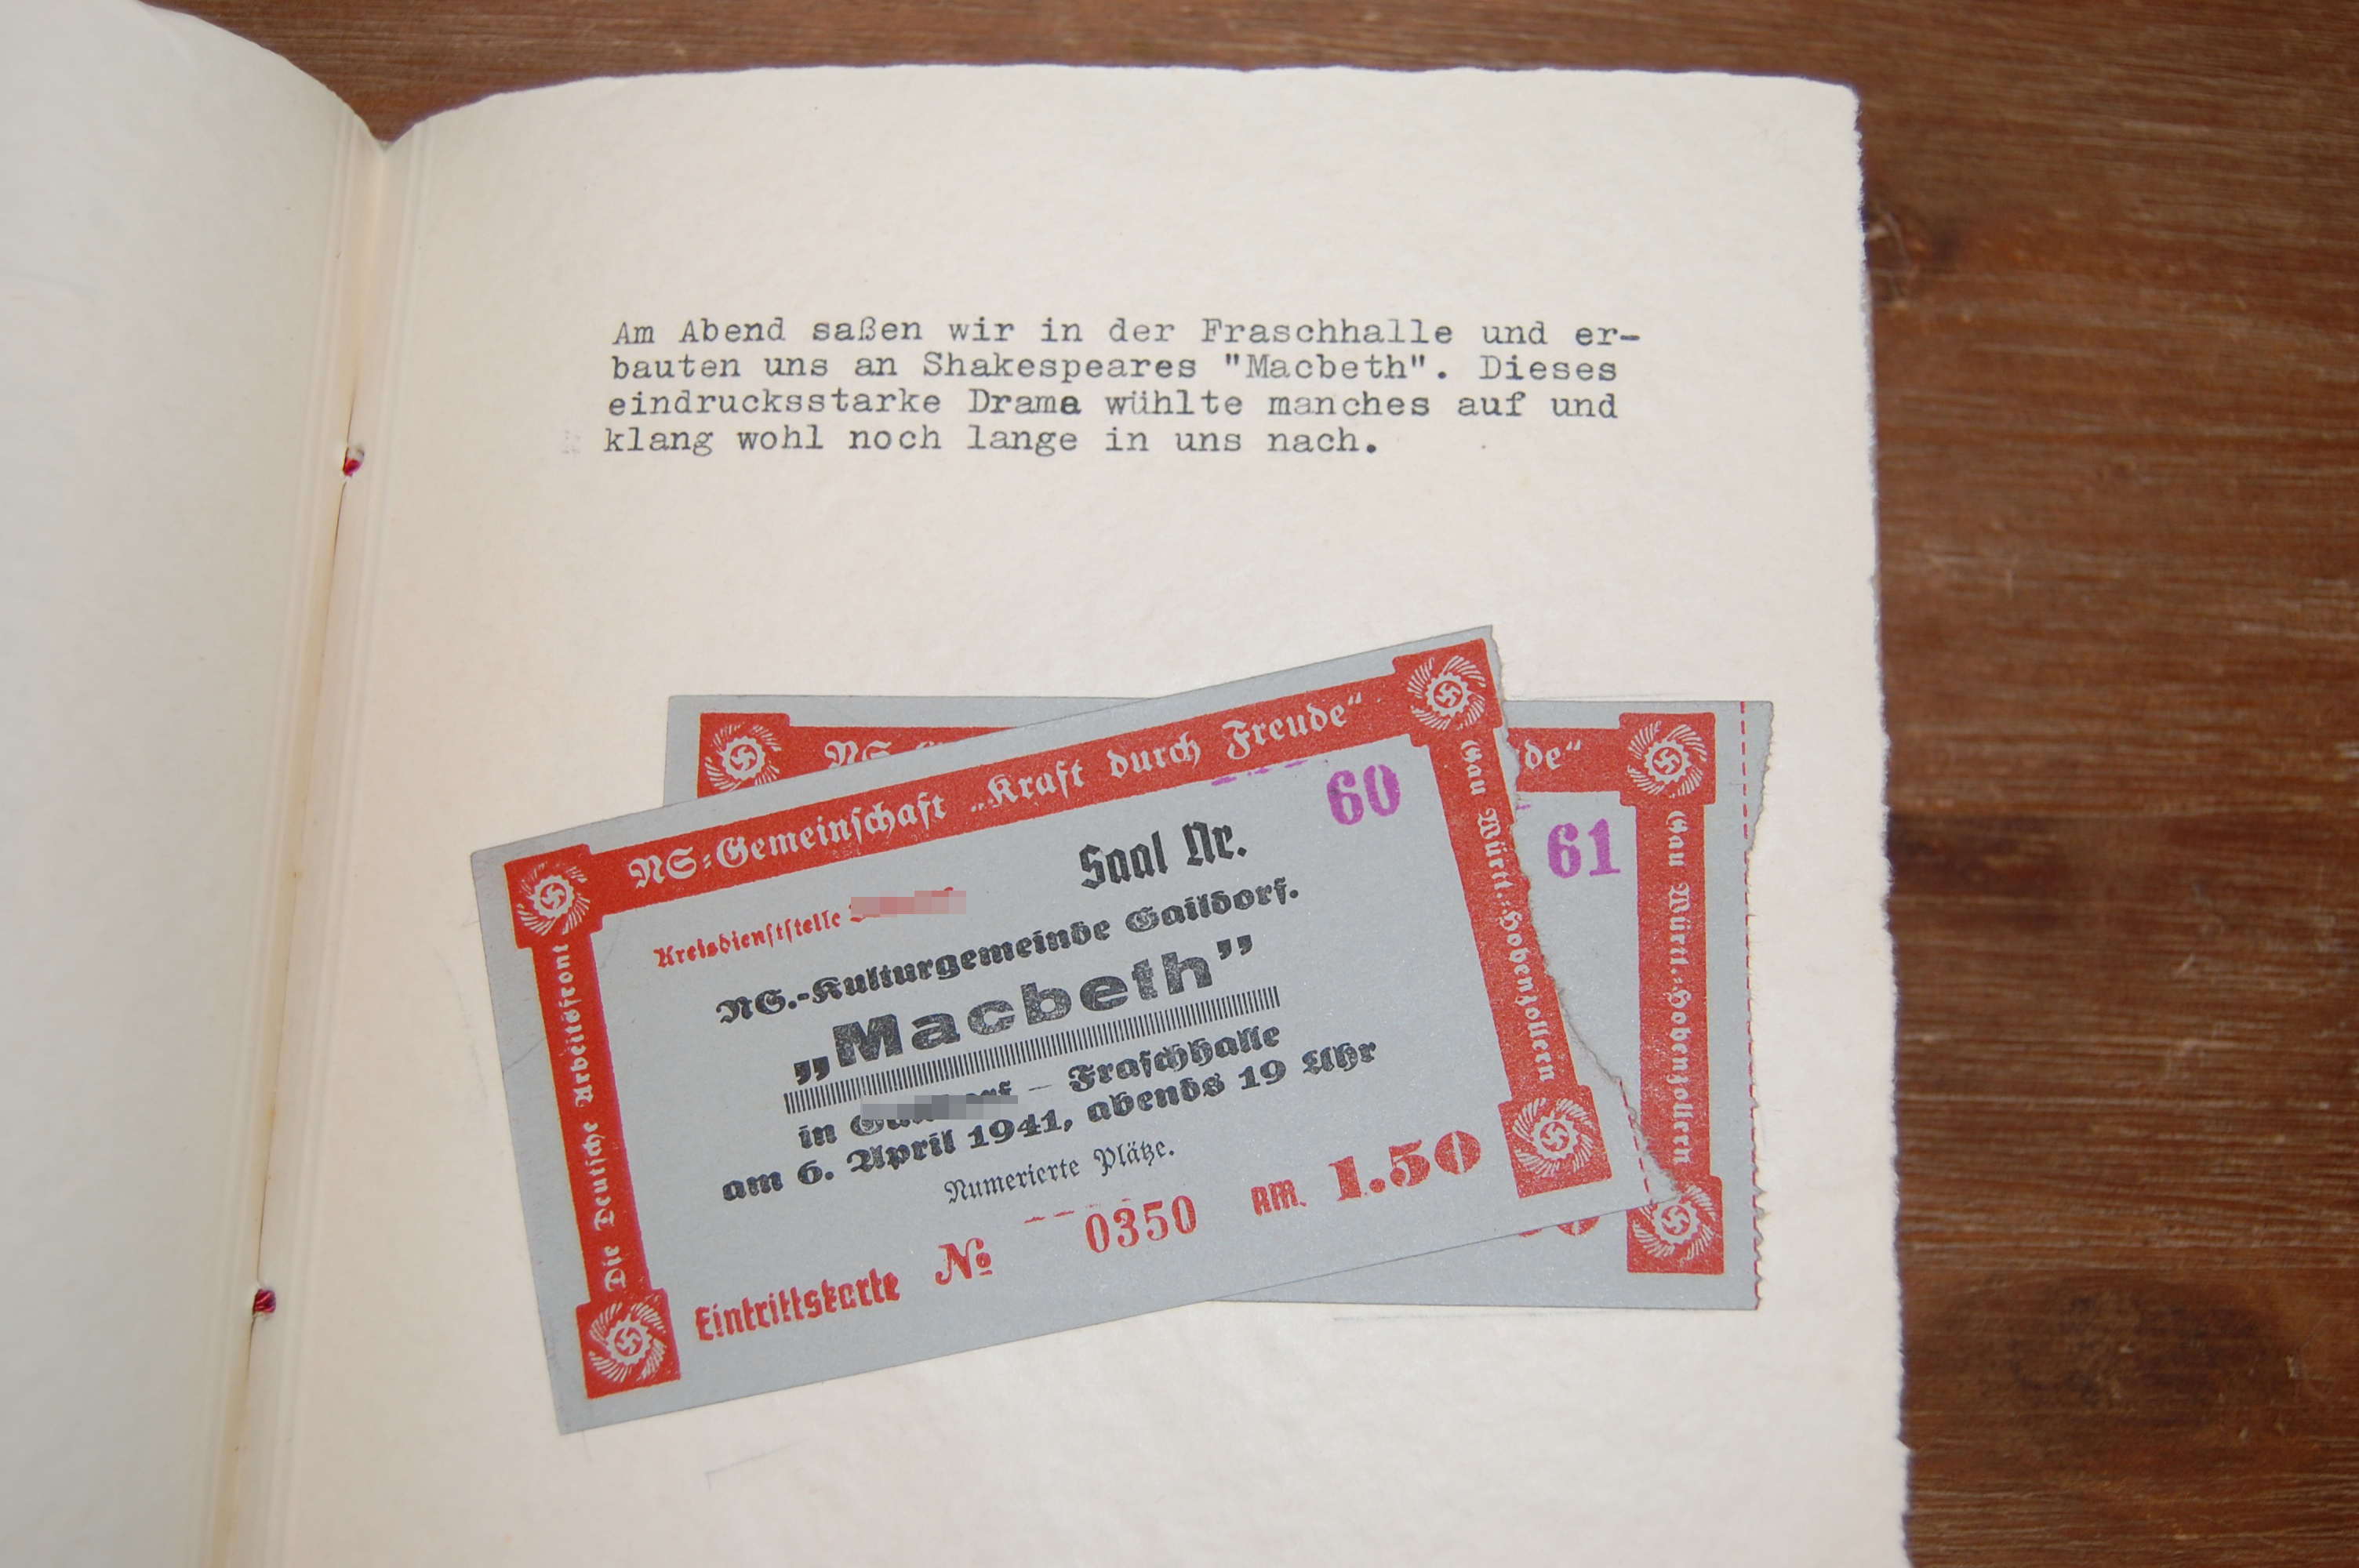 Am Abend saßen wir in der Fraschhalle und er-
bauten uns an Shakespeares "Macbeth". Dieses
eindrucksstarke Drama wühlte manches auf und
klang wohl noch lange in uns nach.
NS=Gemeinschaft „Kraft durch Freude“
Die Deutsche Arbeitsfront
Gau Württ.=Hohenzollern
60
Saal Nr.
Kreisdienststelle
NS.-Kulturgemeinde Gaildorf.
„Macbeth”
in – Fraschhalle
am 6. April 1941, abends 19 Uhr
Numerierte Plätze.
Eintrittskarte № 0350 RM. 1.50
NS
de“
61
Gau Württ.=Hohenzollern